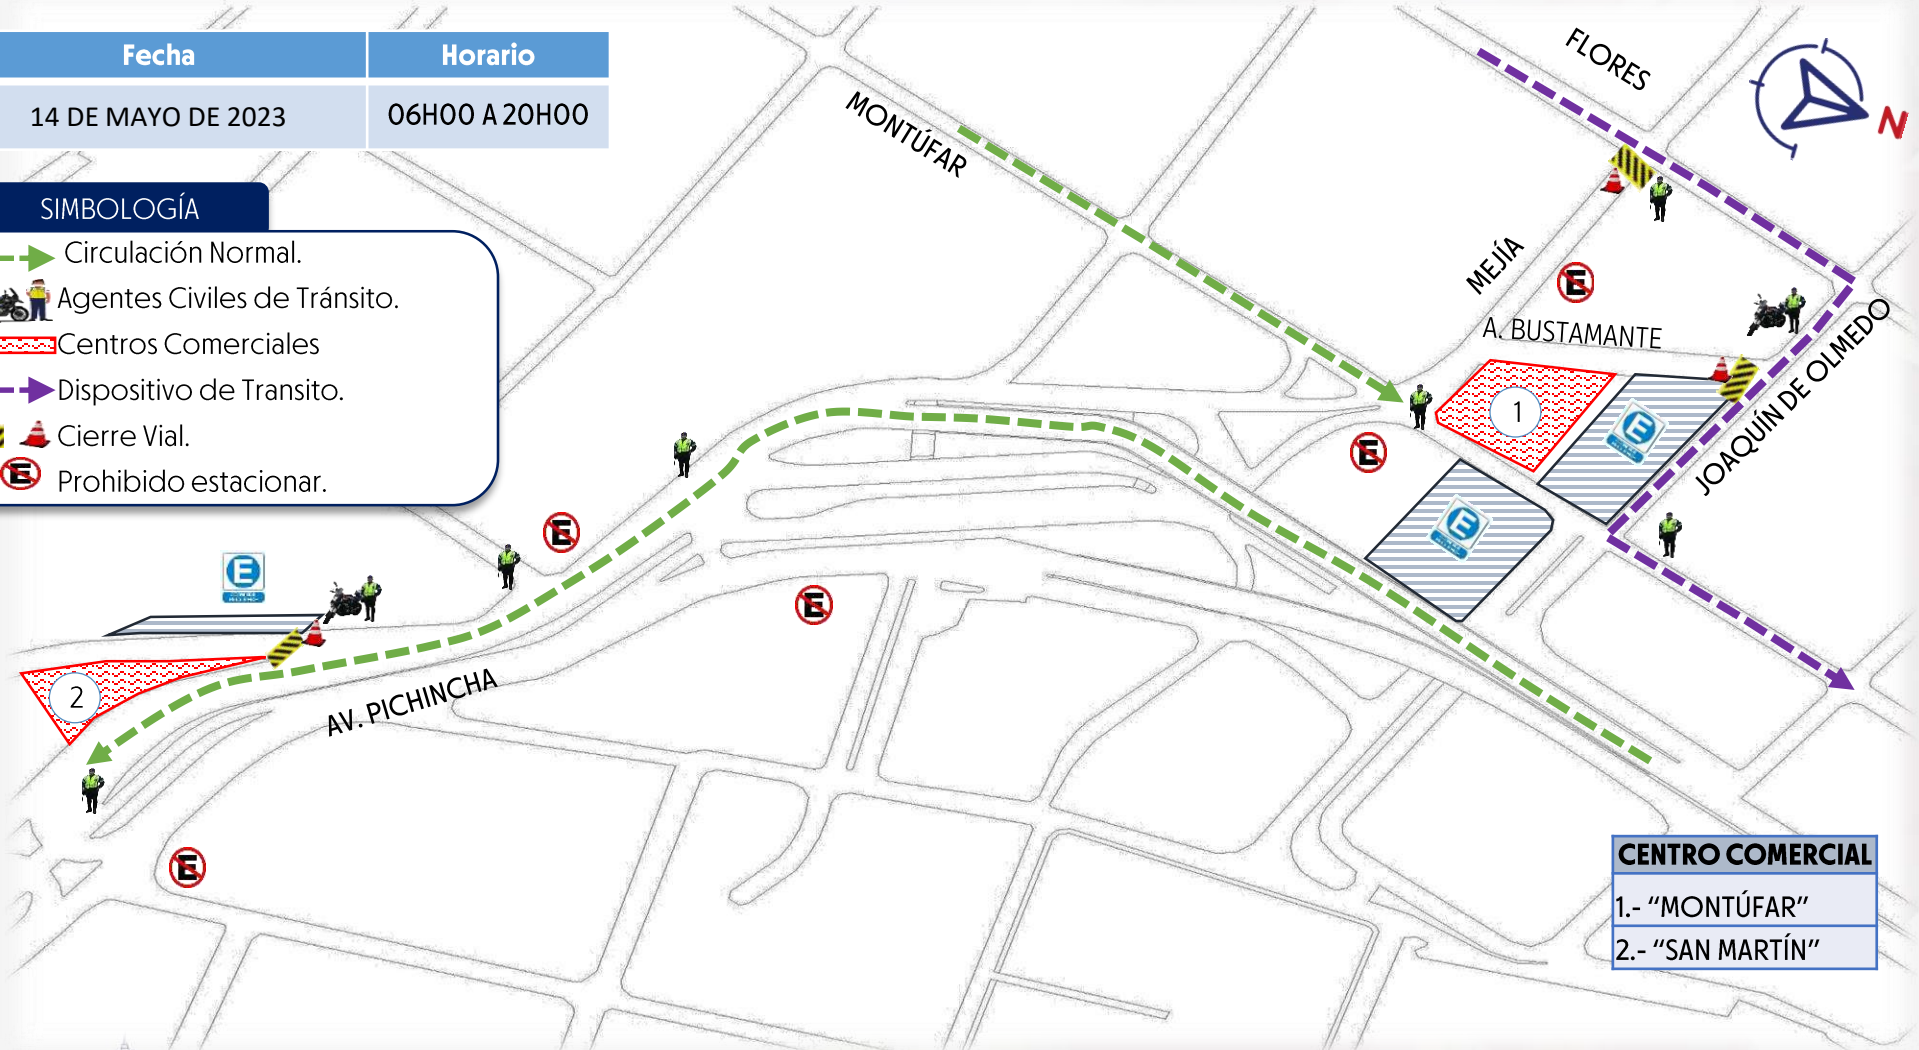 Fecha Horario
14 DE MAYO DE 2023 06H00 A 20H00
SIMBOLOGÍA
Circulación Normal.
Agentes Civiles de Tránsito.
Centros Comerciales
Dispositivo de Transito.
Cierre Vial.
E Prohibido estacionar.
FLORES
N
MONTÚFAR
MEJÍA
E
A. BUSTAMANTE
JOAQUÍN DE OLMEDO
1
E
E
E
E
E
E
2
AV. PICHINCHA
E
E
CENTRO COMERCIAL
1.- “MONTÚFAR”
2.- “SAN MARTÍN”